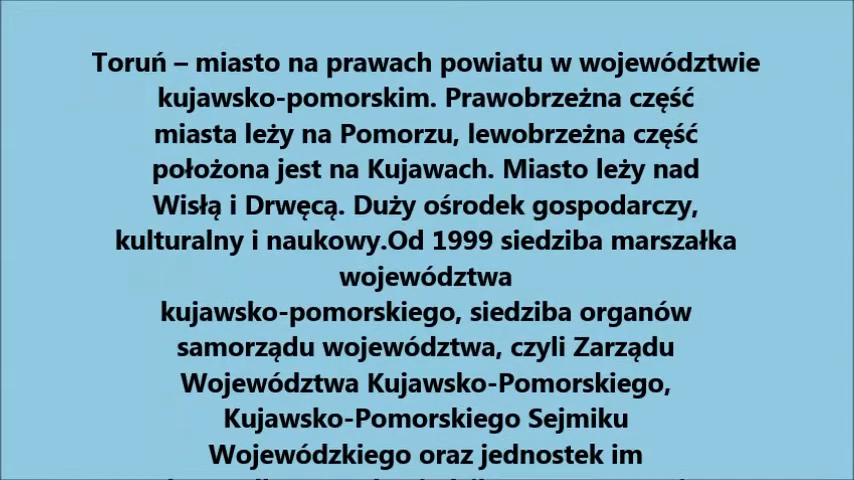 Toruń – miasto na prawach powiatu w województwie
kujawsko-pomorskim. Prawobrzeżna część
miasta leży na Pomorzu, lewobrzeżna część
położona jest na Kujawach. Miasto leży nad
Wisłą i Drwęcą. Duży ośrodek gospodarczy,
kulturalny i naukowy.Od 1999 siedziba marszałka
województwa
kujawsko-pomorskiego, siedziba organów
samorządu województwa, czyli Zarządu
Województwa Kujawsko-Pomorskiego,
Kujawsko-Pomorskiego Sejmiku
Wojewódzkiego oraz jednostek im